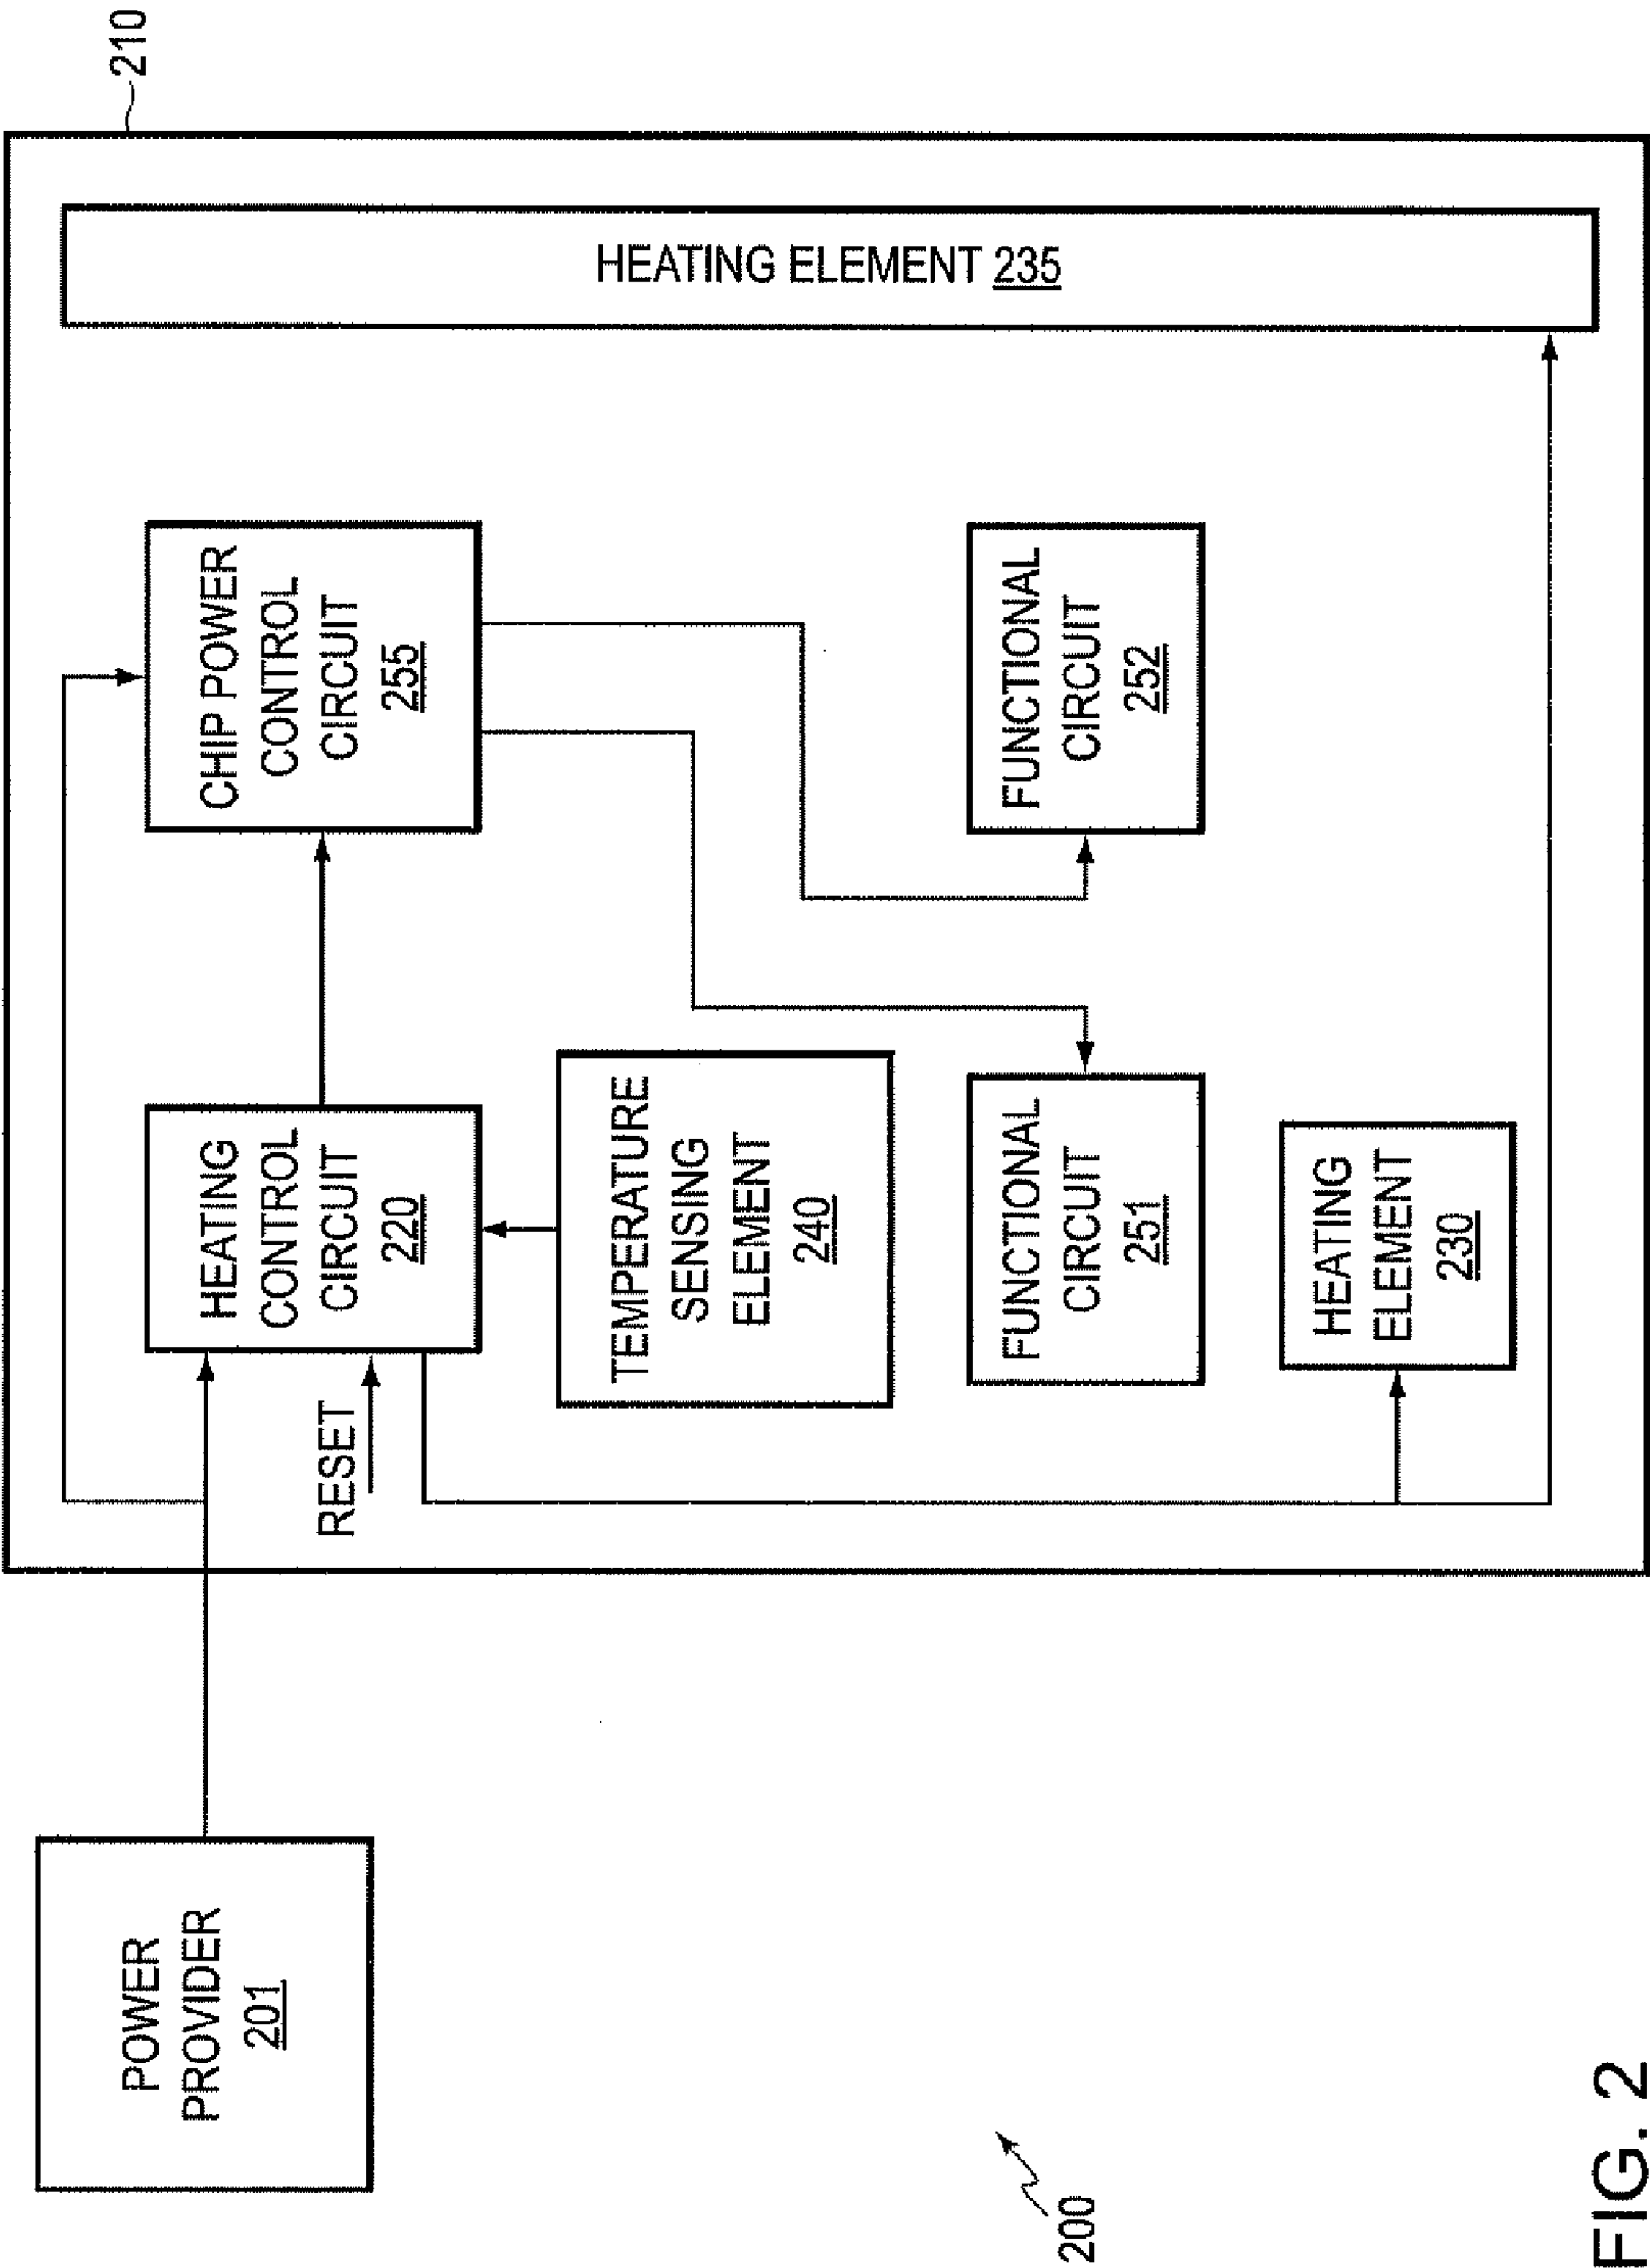 210
POWER
PROVIDER
201
HEATING
CONTROL
CIRCUIT
220
CHIP POWER
CONTROL
CIRCUIT
255
RESET
TEMPERATURE
SENSING
ELEMENT
240
FUNCTIONAL
CIRCUIT
251
FUNCTIONAL
CIRCUIT
252
HEATING
ELEMENT
230
HEATING ELEMENT 235
200
FIG. 2